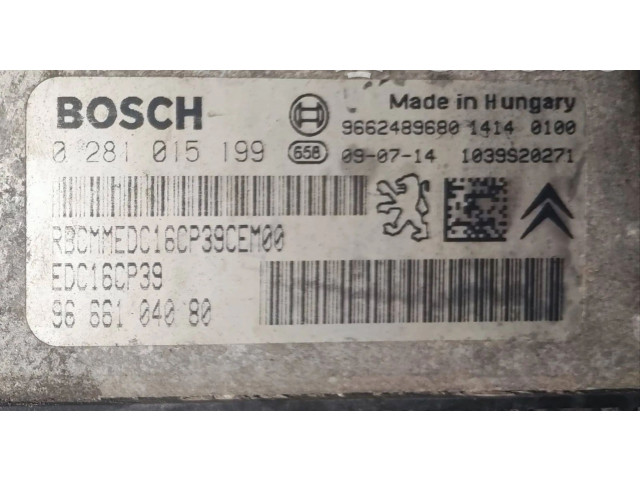 BOSCH
Made in Hungary
9662489680 1414 0100
0 281 015 199
658
09-07-14 1039S20271
RBCMMEDC16CP39CEM00
EDC16CP39
96 661 040 80